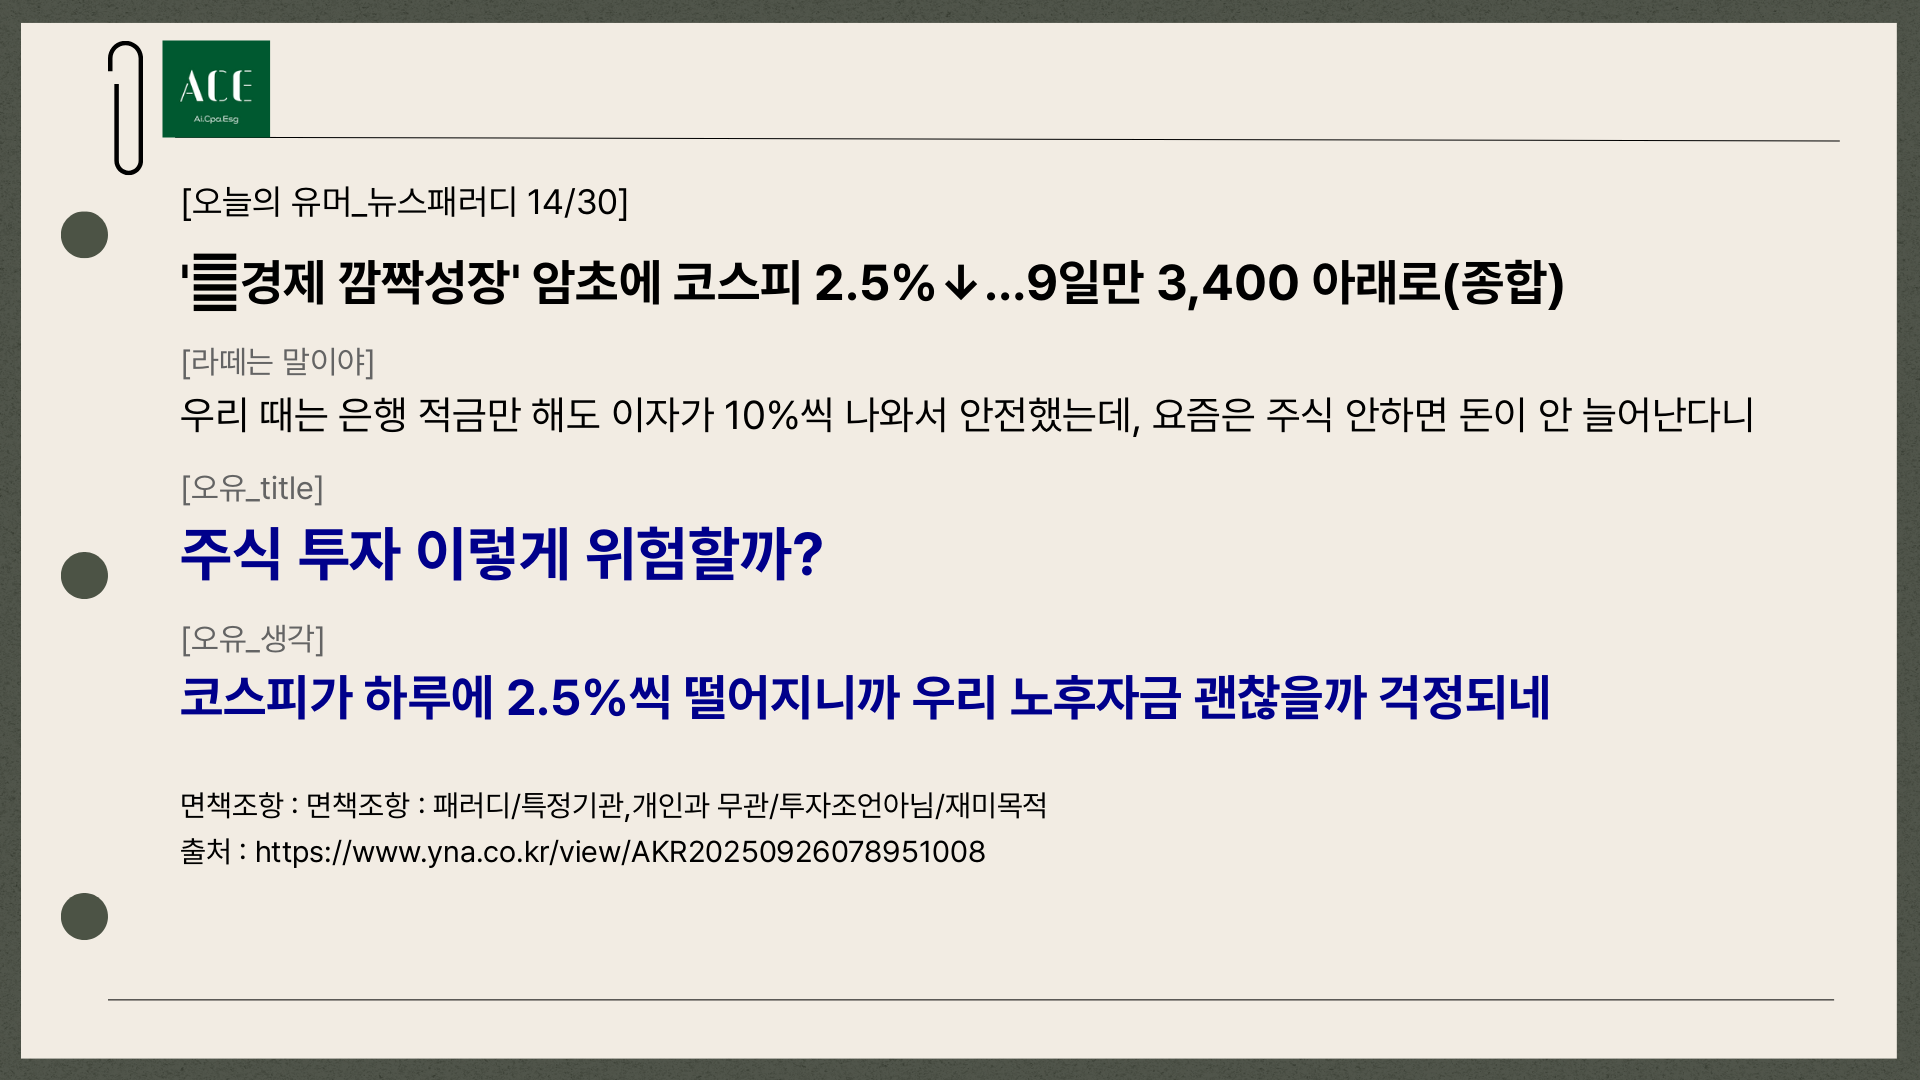 ACE
Ai.Cpa.Esg
[오늘의 유머_뉴스패러디 14/30]
'경제 깜짝성장' 암초에 코스피 2.5%↓…9일만 3,400 아래로(종합)
[라떼는 말이야]
우리 때는 은행 적금만 해도 이자가 10%씩 나와서 안전했는데, 요즘은 주식 안하면 돈이 안 늘어난다니
[오유_title]
주식 투자 이렇게 위험할까?
[오유_생각]
코스피가 하루에 2.5%씩 떨어지니까 우리 노후자금 괜찮을까 걱정되네
면책조항 : 면책조항 : 패러디/특정기관,개인과 무관/투자조언아님/재미목적
출처 : https://www.yna.co.kr/view/AKR20250926078951008